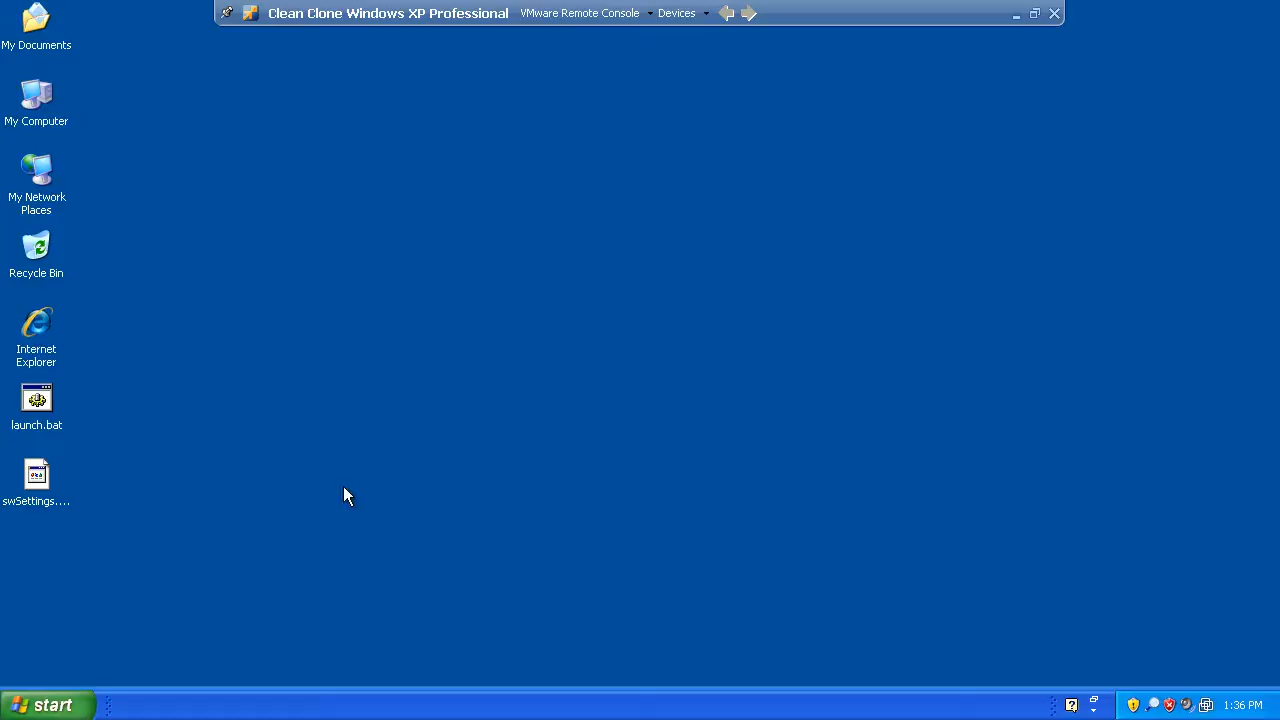 Clean Clone Windows XP Professional VMware Remote Console Devices
My Documents
My Computer
My Network
Places
Recycle Bin
Internet
Explorer
launch.bat
swSettings....
start
1:36 PM